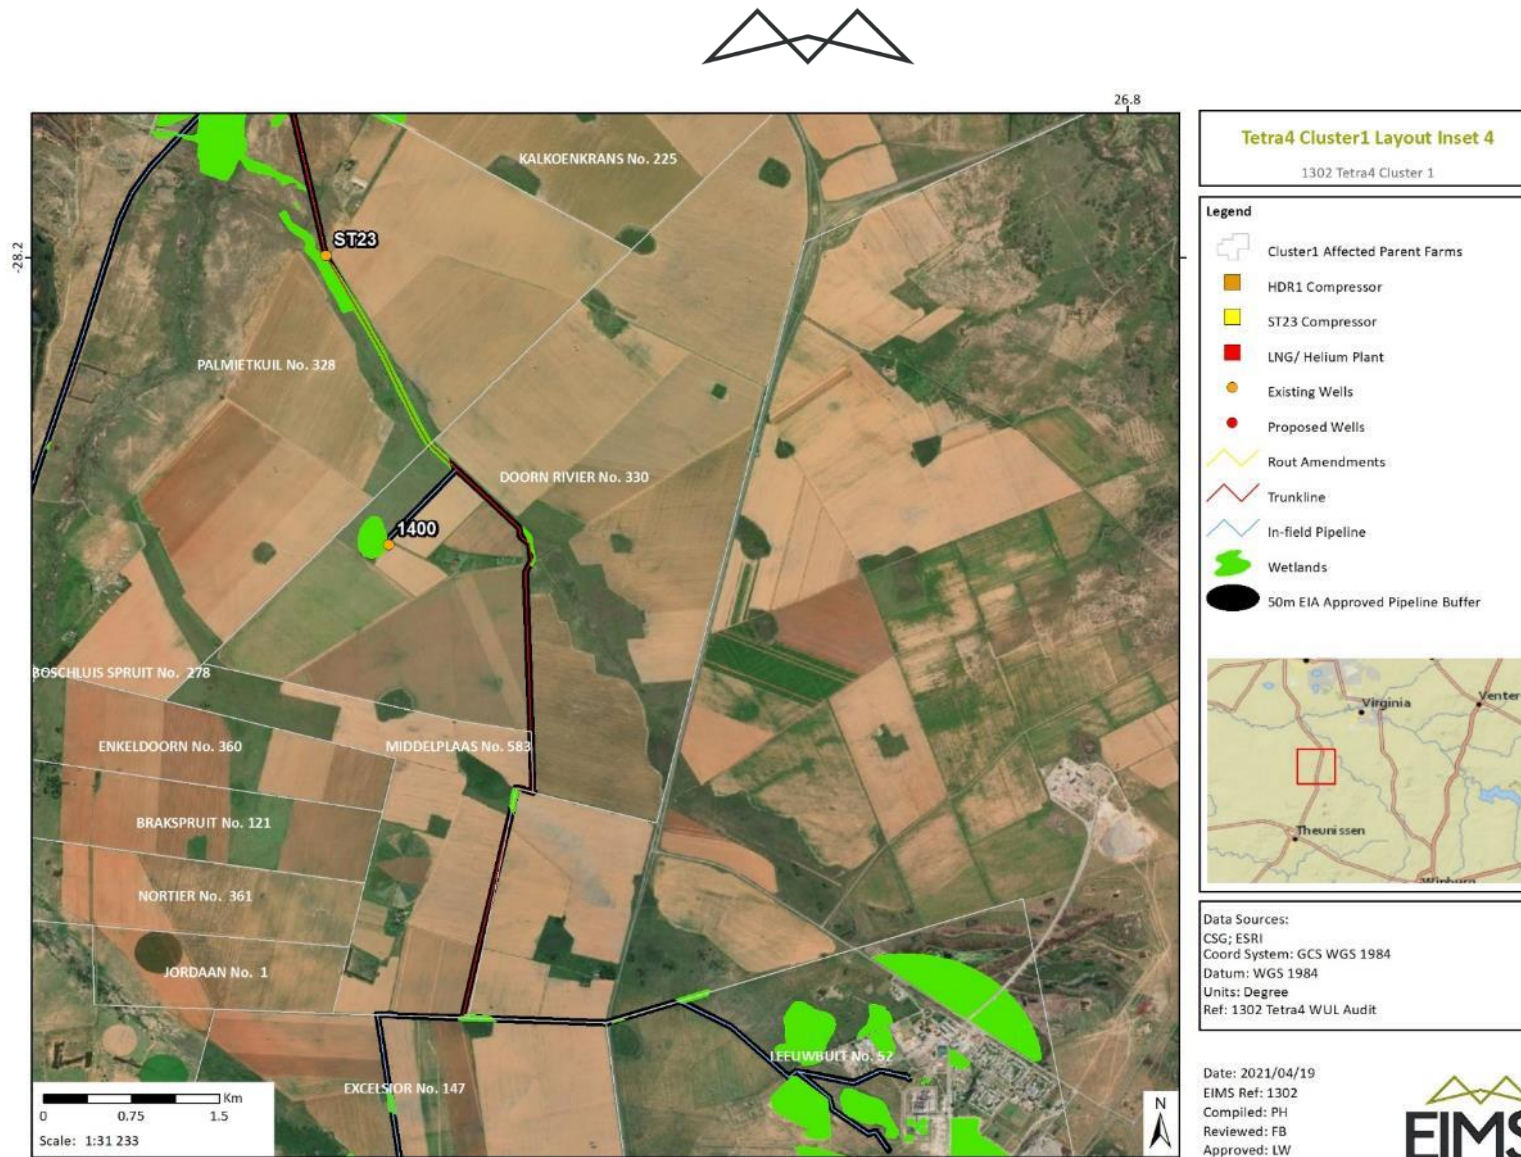 26.8
-28.2
KALKOENKRANS No. 225
ST23
PALMIETKUIL No. 328
DOORN RIVIER No. 330
1400
BOSCHLUIS SPRUIT No. 278
ENKELDOORN No. 360
MIDDELPLAAS No. 583
BRAKSPRUIT No. 121
NORTIER No. 361
JORDAAN No. 1
LEEUWBULT No. 52
EXCELSIOR No. 147
Km
0 0.75 1.5
Scale: 1:31 233
N
Tetra4 Cluster1 Layout Inset 4
1302 Tetra4 Cluster 1
Legend
Cluster1 Affected Parent Farms
HDR1 Compressor
ST23 Compressor
LNG/ Helium Plant
Existing Wells
Proposed Wells
Rout Amendments
Trunkline
In-field Pipeline
Wetlands
50m EIA Approved Pipeline Buffer
Virginia
Venter
Theunissen
Data Sources:
CSG; ESRI
Coord System: GCS WGS 1984
Datum: WGS 1984
Units: Degree
Ref: 1302 Tetra4 WUL Audit
Date: 2021/04/19
EIMS Ref: 1302
Compiled: PH
Reviewed: FB
Approved: LW
EIMS